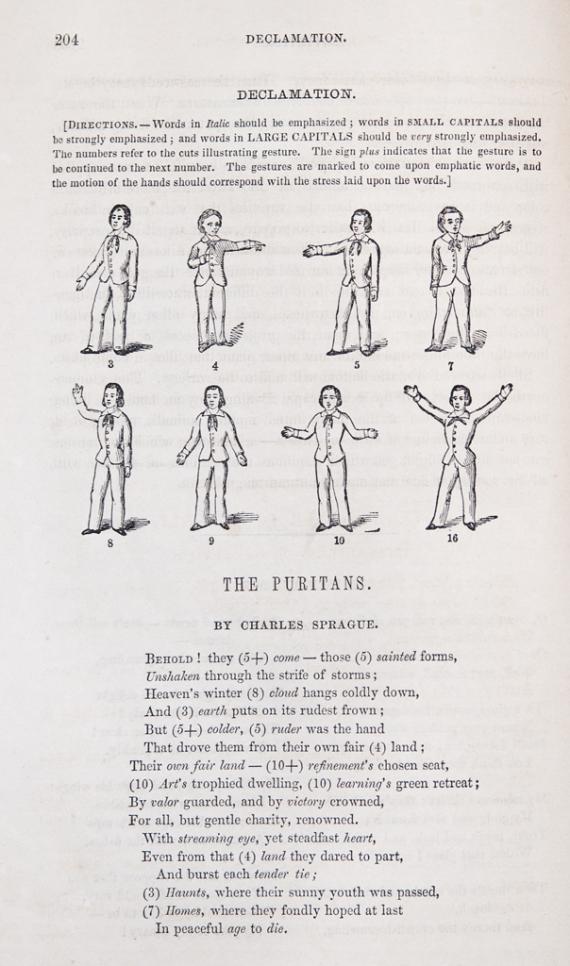 204
DECLAMATION.
DECLAMATION.
[DIRECTIONS.—Words in Italic should be emphasized; words in SMALL CAPITALS should
be strongly emphasized; and words in LARGE CAPITALS should be very strongly emphasized.
The numbers refer to the cuts illustrating gesture. The sign plus indicates that the gesture is to
be continued to the next number. The gestures are marked to come upon emphatic words, and
the motion of the hands should correspond with the stress laid upon the words.]
3 4 5 7
8 9 10 16
THE PURITANS.
BY CHARLES SPRAGUE.
BEHOLD! they (5+) come — those (5) sainted forms,
Unshaken through the strife of storms;
Heaven's winter (8) cloud hangs coldly down,
And (3) earth puts on its rudest frown;
But (5+) colder, (5) ruder was the hand
That drove them from their own fair (4) land;
Their own fair land — (10+) refinement's chosen seat,
(10) Art's trophied dwelling, (10) learning's green retreat;
By valor guarded, and by victory crowned,
For all, but gentle charity, renowned.
With streaming eye, yet steadfast heart,
Even from that (4) land they dared to part,
And burst each tender tie;
(3) Haunts, where their sunny youth was passed,
(7) Homes, where they fondly hoped at last
In peaceful age to die.